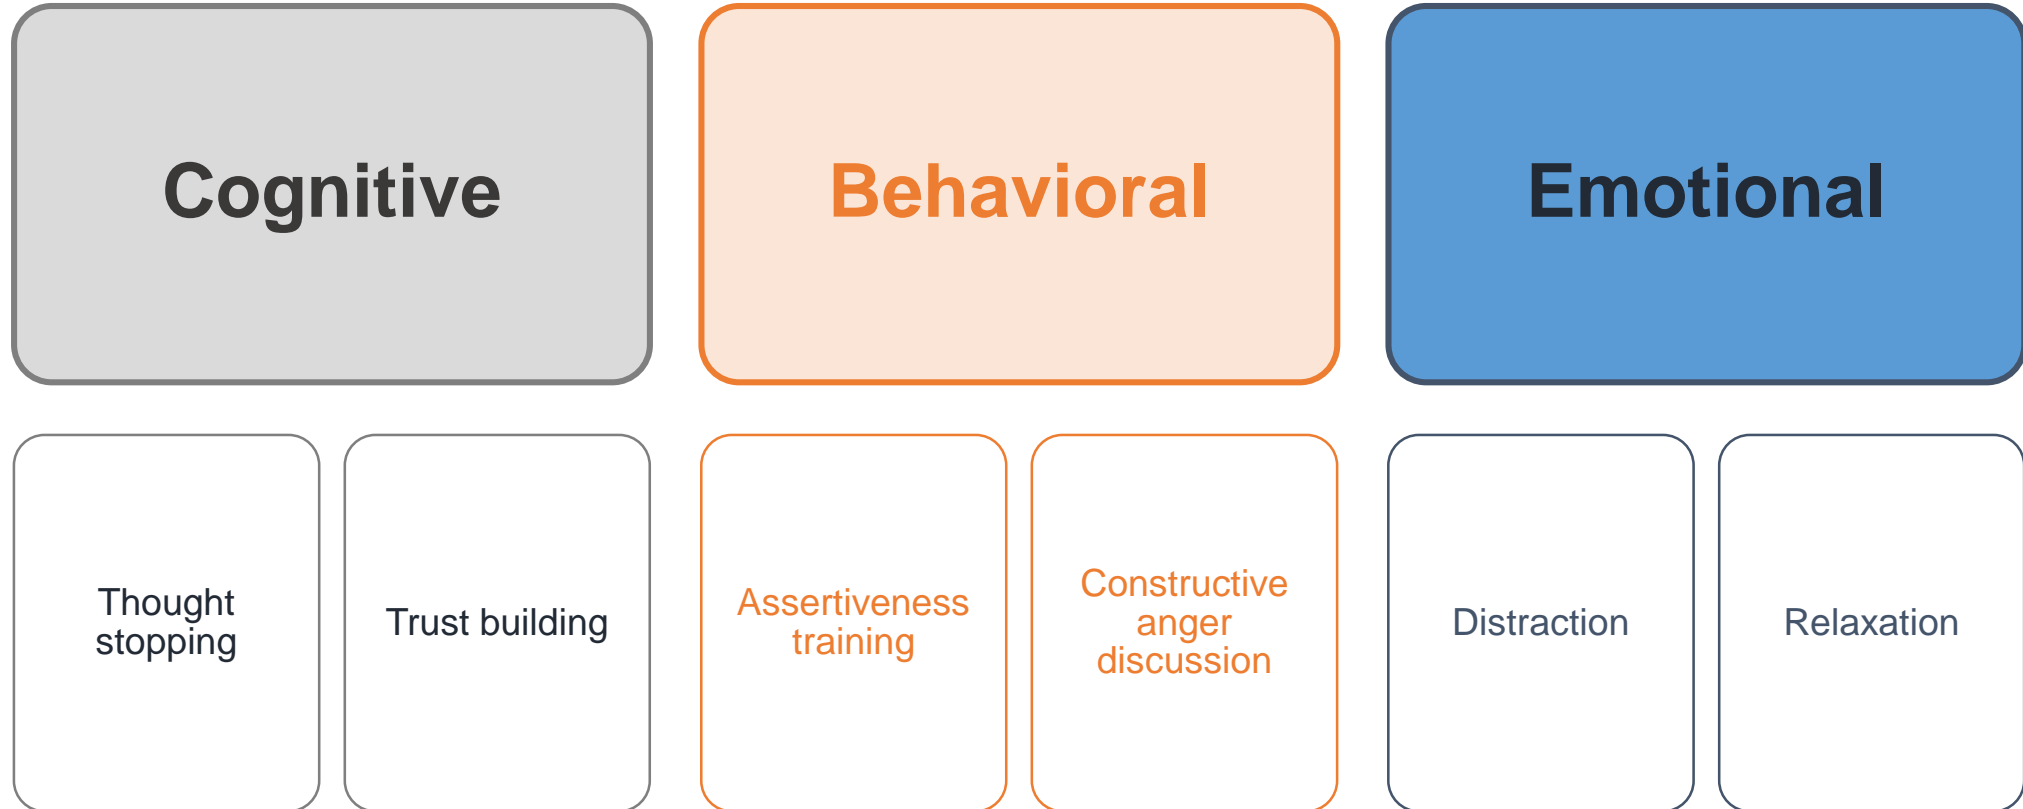 Cognitive
Behavioral
Emotional
Thought
stopping
Trust building
Assertiveness
training
Constructive
anger
discussion
Distraction
Relaxation